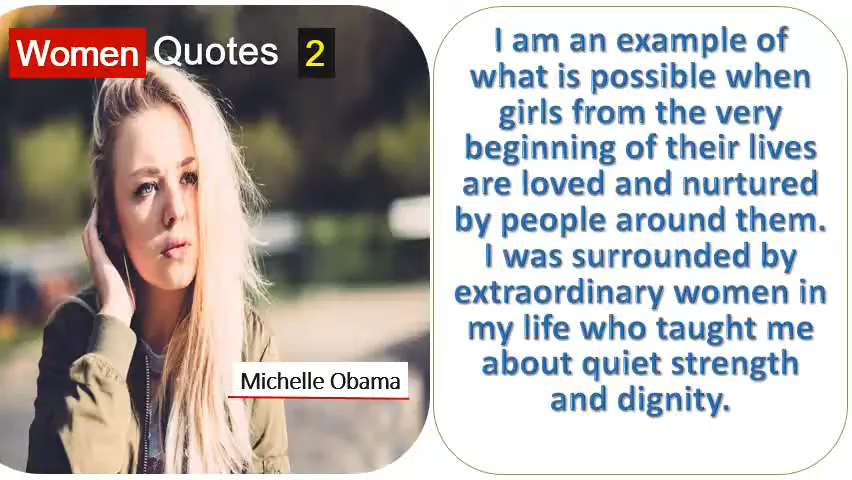 Women Quotes 2
Michelle Obama
I am an example of
what is possible when
girls from the very
beginning of their lives
are loved and nurtured
by people around them.
I was surrounded by
extraordinary women in
my life who taught me
about quiet strength
and dignity.